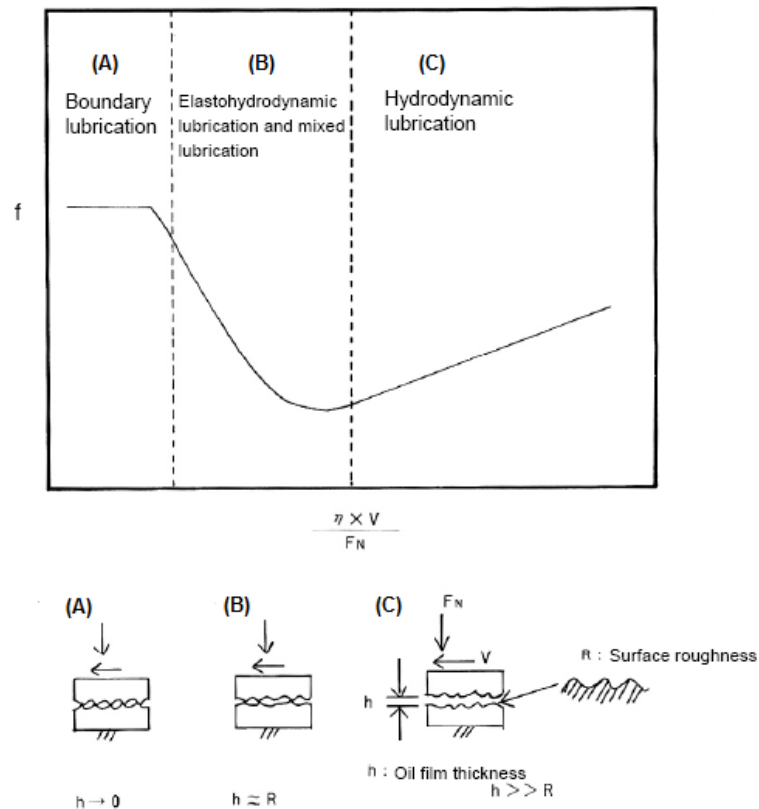 (A)
(B)
(C)
Boundary
lubrication
Elastohydrodynamic
lubrication and mixed
lubrication
Hydrodynamic
lubrication
f
η × V
FN
(A)
(B)
(C)
FN
V
R : Surface roughness
h
h : Oil film thickness
h → 0
h ≈ R
h >> R